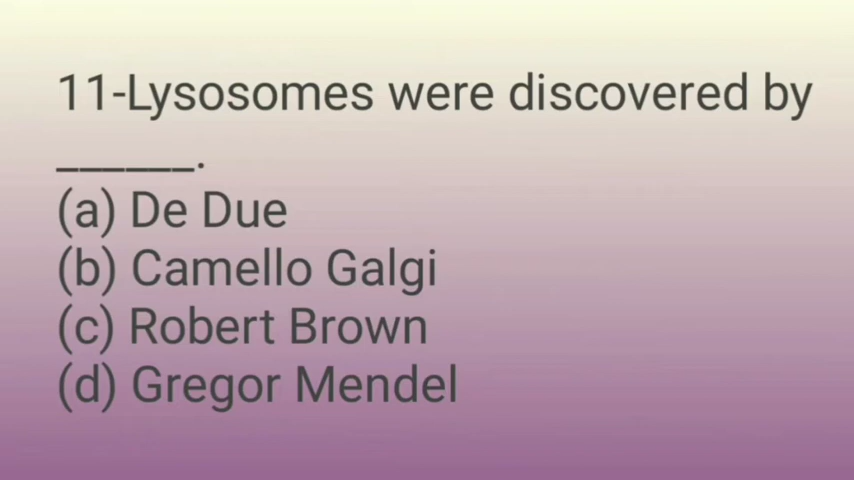 11-Lysosomes were discovered by
______.
(a) De Due
(b) Camello Galgi
(c) Robert Brown
(d) Gregor Mendel